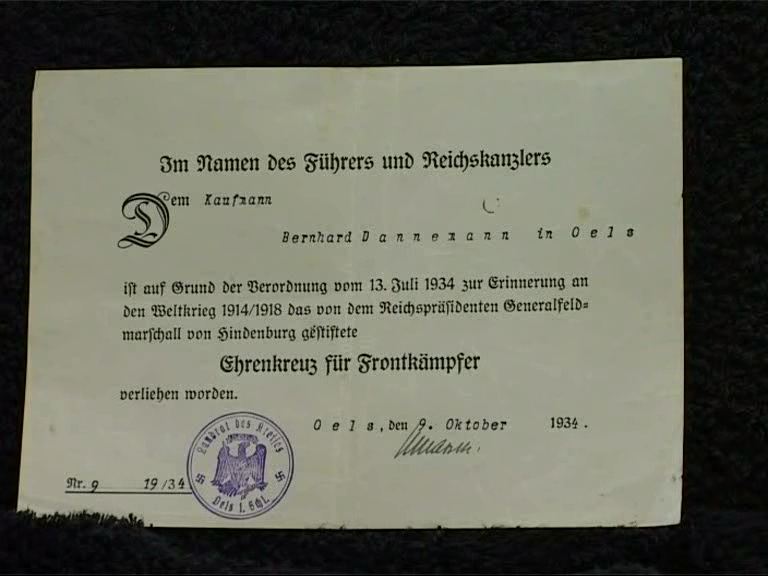 Im Namen des Führers und Reichskanzlers
Dem Kaufmann
Bernhard Dannemann in Oels
ist auf Grund der Verordnung vom 13. Juli 1934 zur Erinnerung an
den Weltkrieg 1914/1918 das von dem Reichspräsidenten Generalfeld=
marschall von Hindenburg gestiftete
Ehrenkreuz für Frontkämpfer
verliehen worden.
Oels, den 9. Oktober 1934.
Nr. 9 19/34
Landrat des Kreises
Oels i. Schl.